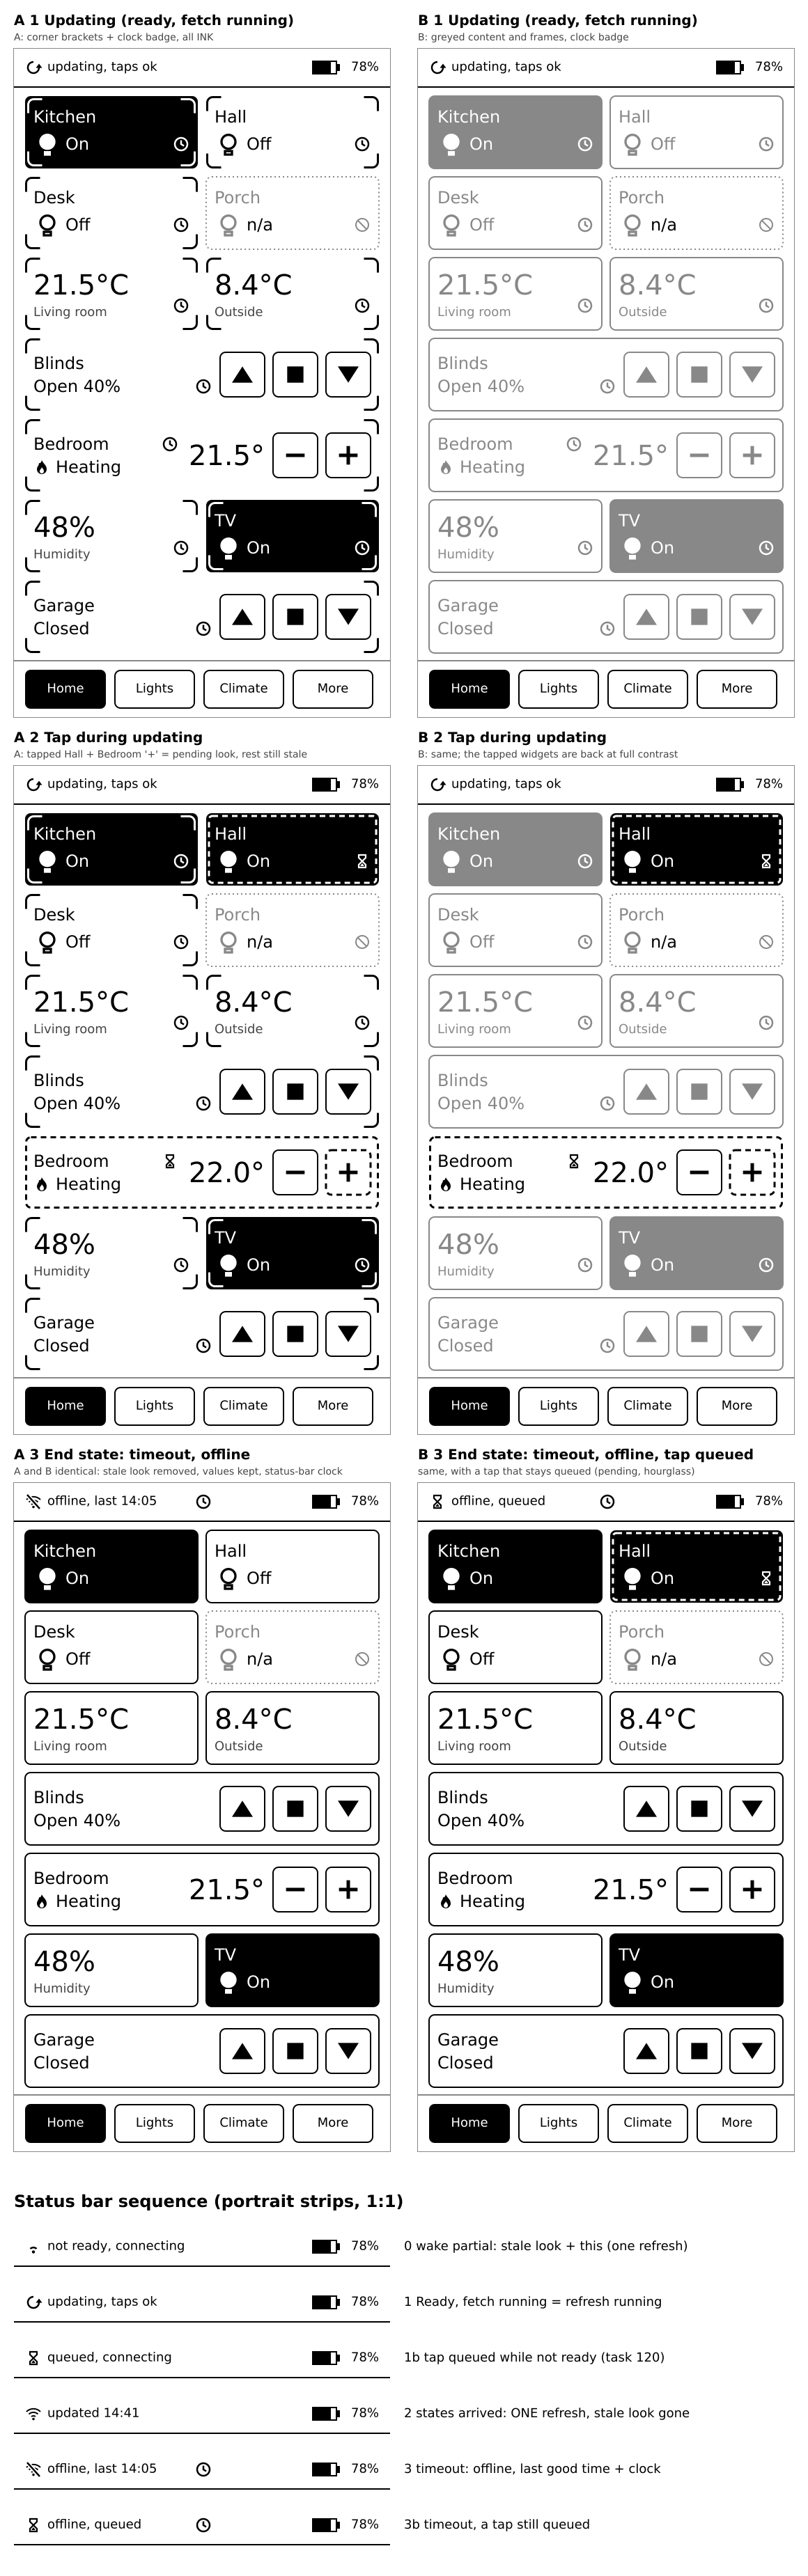 A 1 Updating (ready, fetch running)
A: corner brackets + clock badge, all INK
updating, taps ok 78%
Kitchen
On
Hall
Off
Desk
Off
Porch
n/a
21.5°C
Living room
8.4°C
Outside
Blinds
Open 40%
Bedroom
Heating
21.5°
48%
Humidity
TV
On
Garage
Closed
Home Lights Climate More
B 1 Updating (ready, fetch running)
B: greyed content and frames, clock badge
updating, taps ok 78%
Kitchen
On
Hall
Off
Desk
Off
Porch
n/a
21.5°C
Living room
8.4°C
Outside
Blinds
Open 40%
Bedroom
Heating
21.5°
48%
Humidity
TV
On
Garage
Closed
Home Lights Climate More
A 2 Tap during updating
A: tapped Hall + Bedroom '+' = pending look, rest still stale
updating, taps ok 78%
Kitchen
On
Hall
On
Desk
Off
Porch
n/a
21.5°C
Living room
8.4°C
Outside
Blinds
Open 40%
Bedroom
Heating
22.0°
48%
Humidity
TV
On
Garage
Closed
Home Lights Climate More
B 2 Tap during updating
B: same; the tapped widgets are back at full contrast
updating, taps ok 78%
Kitchen
On
Hall
On
Desk
Off
Porch
n/a
21.5°C
Living room
8.4°C
Outside
Blinds
Open 40%
Bedroom
Heating
22.0°
48%
Humidity
TV
On
Garage
Closed
Home Lights Climate More
A 3 End state: timeout, offline
A and B identical: stale look removed, values kept, status-bar clock
offline, last 14:05 78%
Kitchen
On
Hall
Off
Desk
Off
Porch
n/a
21.5°C
Living room
8.4°C
Outside
Blinds
Open 40%
Bedroom
Heating
21.5°
48%
Humidity
TV
On
Garage
Closed
Home Lights Climate More
B 3 End state: timeout, offline, tap queued
same, with a tap that stays queued (pending, hourglass)
offline, queued 78%
Kitchen
On
Hall
On
Desk
Off
Porch
n/a
21.5°C
Living room
8.4°C
Outside
Blinds
Open 40%
Bedroom
Heating
21.5°
48%
Humidity
TV
On
Garage
Closed
Home Lights Climate More
Status bar sequence (portrait strips, 1:1)
not ready, connecting 78% 0 wake partial: stale look + this (one refresh)
updating, taps ok 78% 1 Ready, fetch running = refresh running
queued, connecting 78% 1b tap queued while not ready (task 120)
updated 14:41 78% 2 states arrived: ONE refresh, stale look gone
offline, last 14:05 78% 3 timeout: offline, last good time + clock
offline, queued 78% 3b timeout, a tap still queued